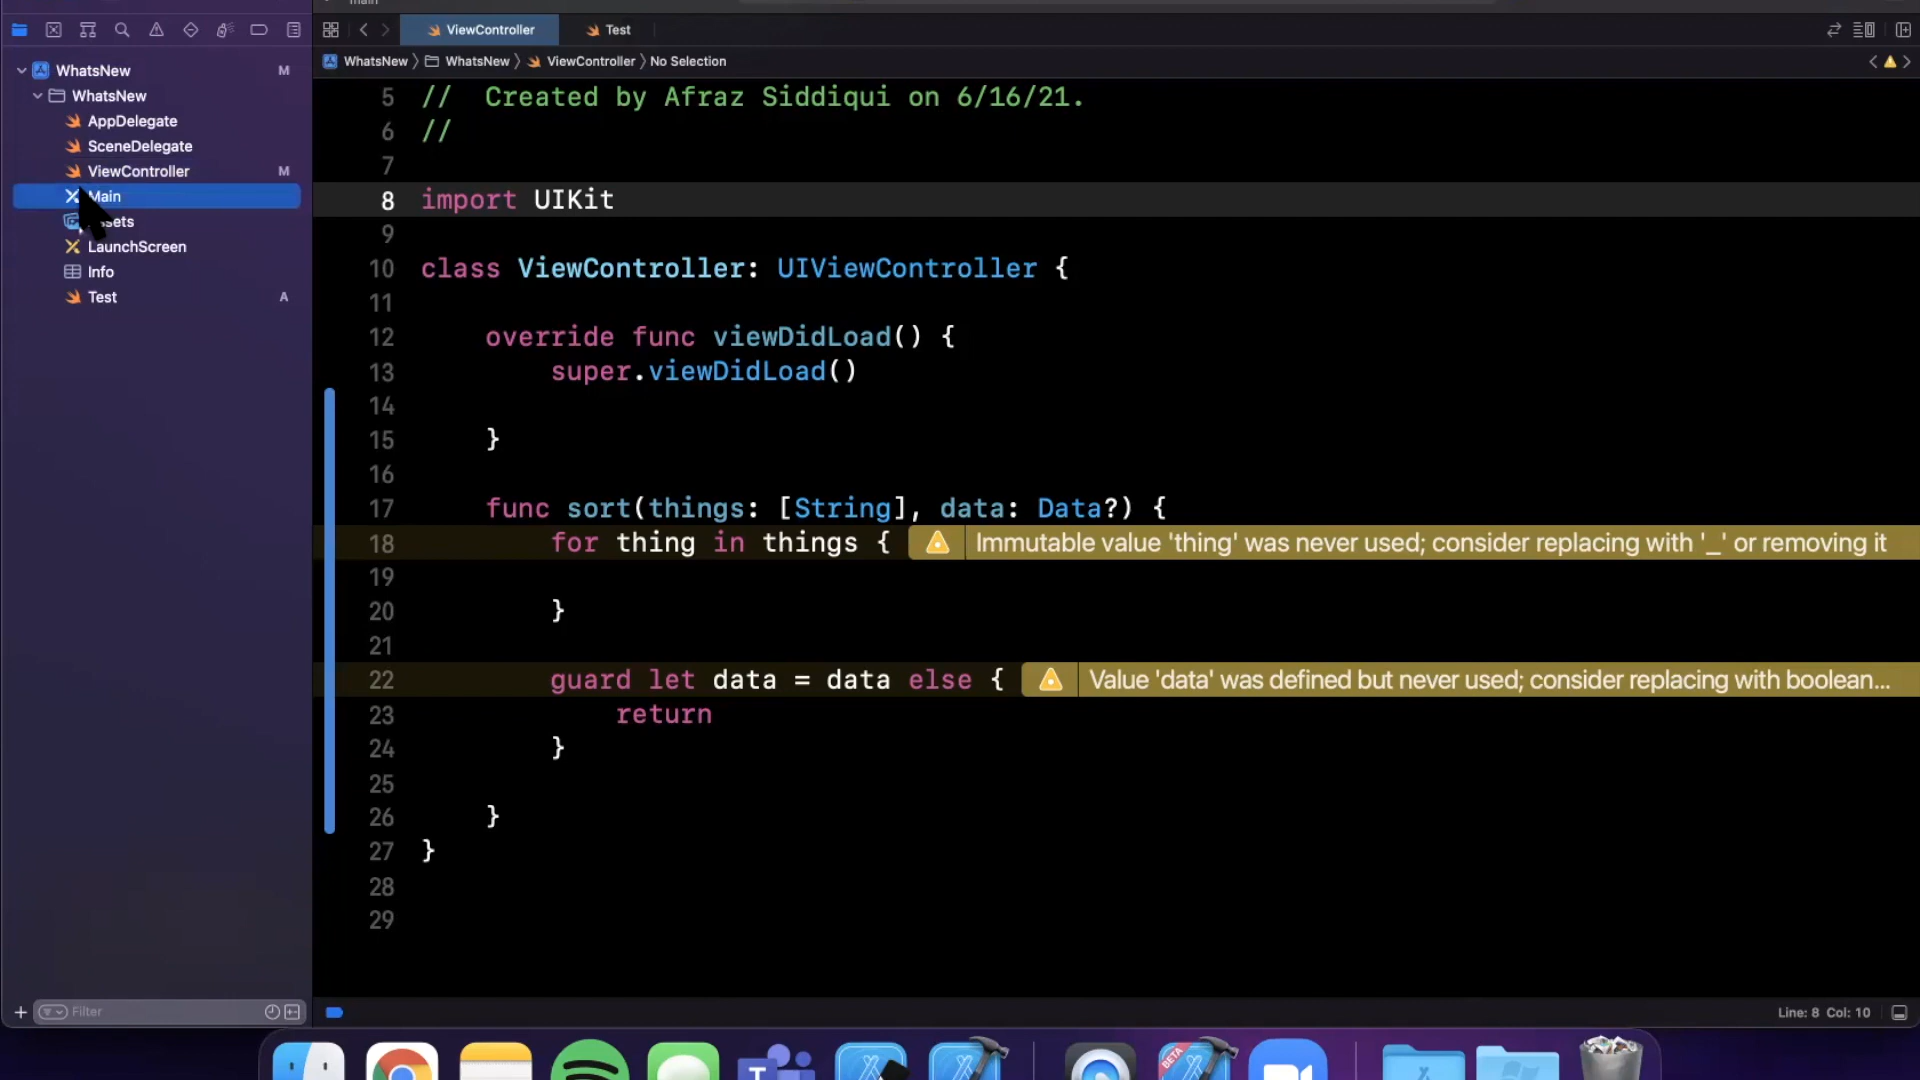 main
ViewController
Test
WhatsNew
WhatsNew
ViewController
No Selection
WhatsNew M
WhatsNew
AppDelegate
SceneDelegate
ViewController M
Main
LaunchScreen
Info
Test A
5 //  Created by Afraz Siddiqui on 6/16/21.
6 //
7
8 import UIKit
9
10 class ViewController: UIViewController {
11
12     override func viewDidLoad() {
13         super.viewDidLoad()
14
15     }
16
17     func sort(things: [String], data: Data?) {
18         for thing in things { Immutable value 'thing' was never used; consider replacing with '_' or removing it
19
20         }
21
22         guard let data = data else { Value 'data' was defined but never used; consider replacing with boolean...
23             return
24         }
25
26     }
27 }
28
29
Filter
Line: 8 Col: 10
T
BETA